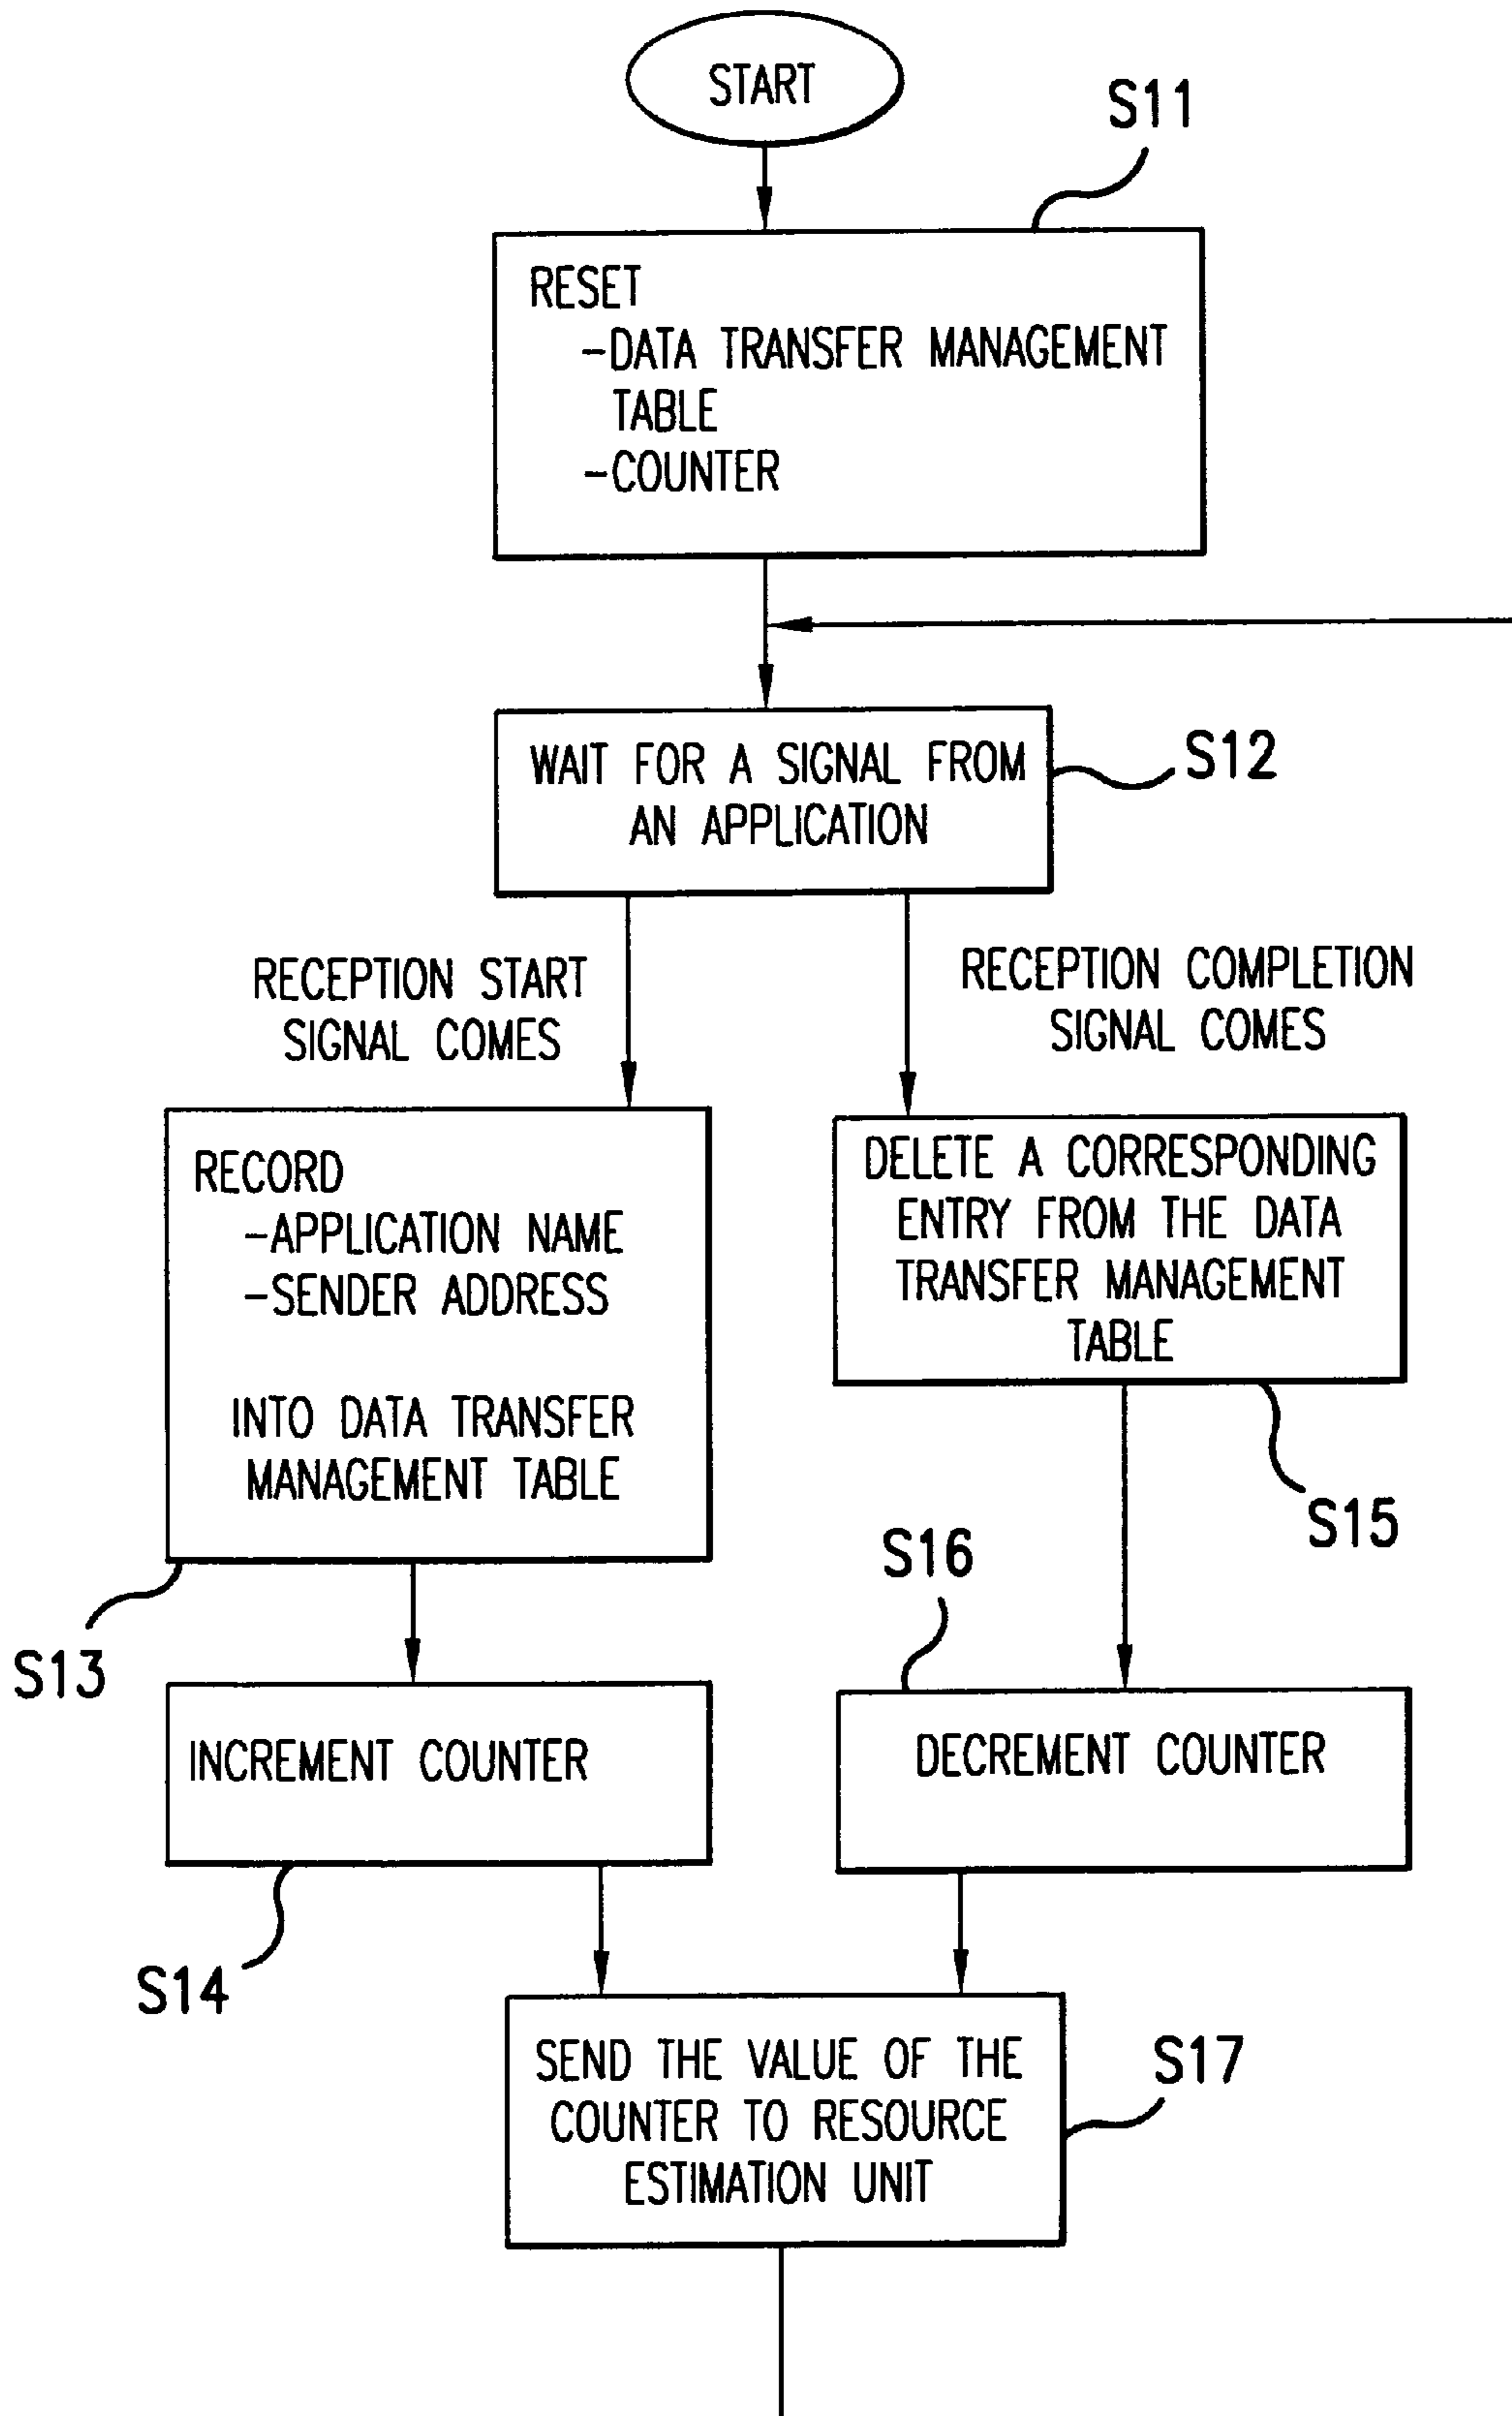 START
S11
RESET
-DATA TRANSFER MANAGEMENT
TABLE
-COUNTER
WAIT FOR A SIGNAL FROM
AN APPLICATION
S12
RECEPTION START
SIGNAL COMES
RECEPTION COMPLETION
SIGNAL COMES
RECORD
-APPLICATION NAME
-SENDER ADDRESS
INTO DATA TRANSFER
MANAGEMENT TABLE
S13
DELETE A CORRESPONDING
ENTRY FROM THE DATA
TRANSFER MANAGEMENT
TABLE
S15
S16
INCREMENT COUNTER
S14
DECREMENT COUNTER
SEND THE VALUE OF THE
COUNTER TO RESOURCE
ESTIMATION UNIT
S17